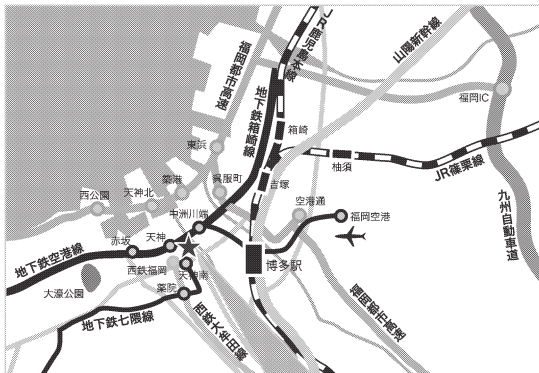 JR鹿児島本線
山陽新幹線
福岡都市高速
福岡IC
地下鉄箱崎線
箱崎
東浜
柚須
JR篠栗線
吉塚
呉服町
築港
天神北
西公園
九州自動車道
空港通
福岡空港
中洲川端
天神
赤坂
地下鉄空港線
博多駅
西鉄福岡
天神南
大濠公園
薬院
地下鉄七隈線
西鉄大牟田線
福岡都市高速